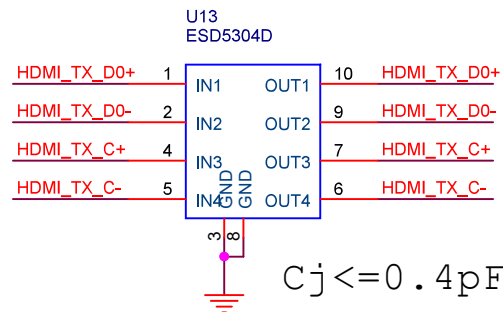 U13
ESD5304D
HDMI_TX_D0+ 1 IN1 OUT1 10 HDMI_TX_D0+
HDMI_TX_D0- 2 IN2 OUT2 9 HDMI_TX_D0-
HDMI_TX_C+ 4 IN3 OUT3 7 HDMI_TX_C+
HDMI_TX_C- 5 IN4 OUT4 6 HDMI_TX_C-
GND GND
3 8
Cj<=0.4pF